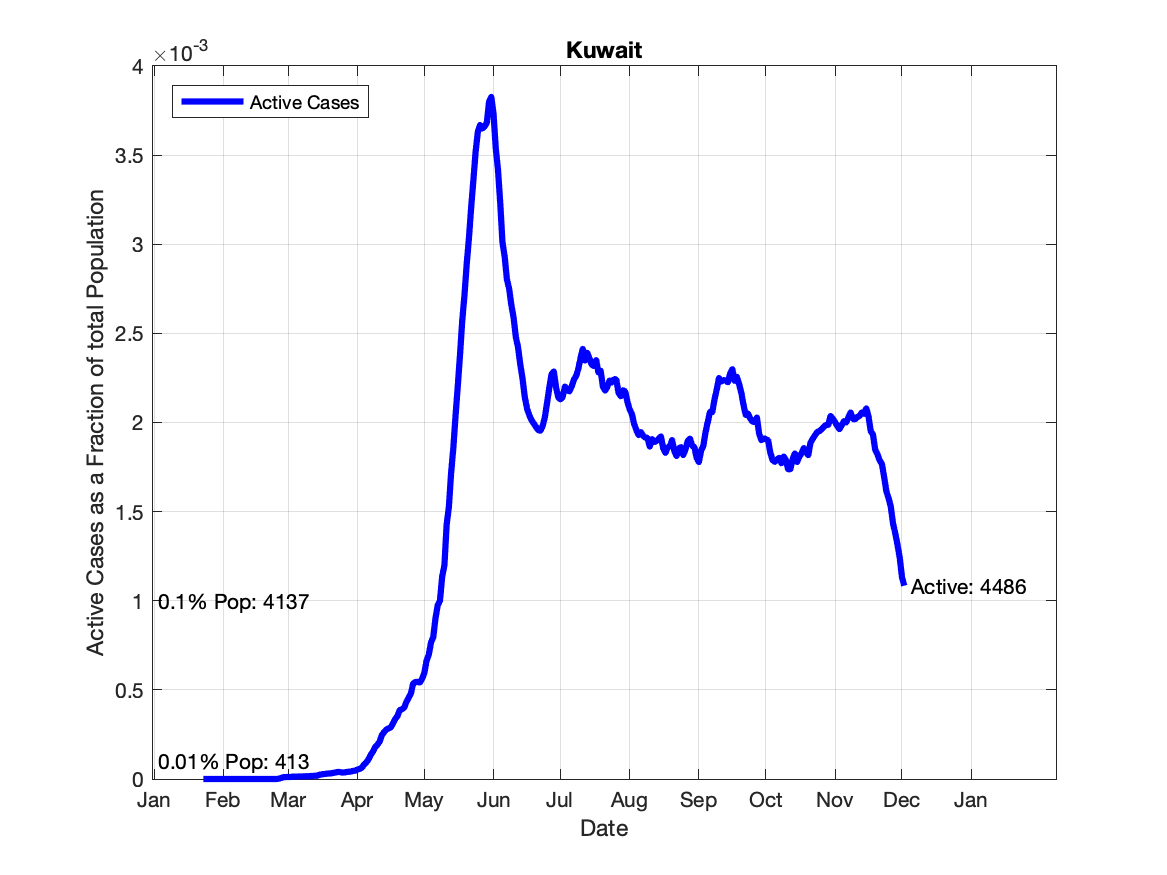 Kuwait
×10-3
Active Cases
4
3.5
3
2.5
2
1.5
1
0.5
0
Active Cases as a Fraction of total Population
0.1% Pop: 4137
0.01% Pop: 413
Active: 4486
Jan Feb Mar Apr May Jun Jul Aug Sep Oct Nov Dec Jan
Date